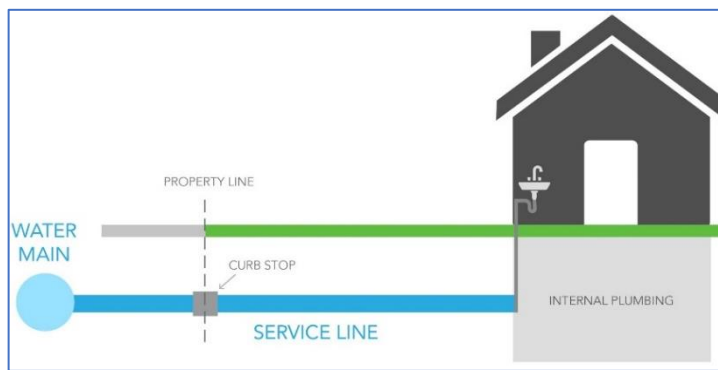 PROPERTY LINE
WATER
MAIN
CURB STOP
SERVICE LINE
INTERNAL PLUMBING